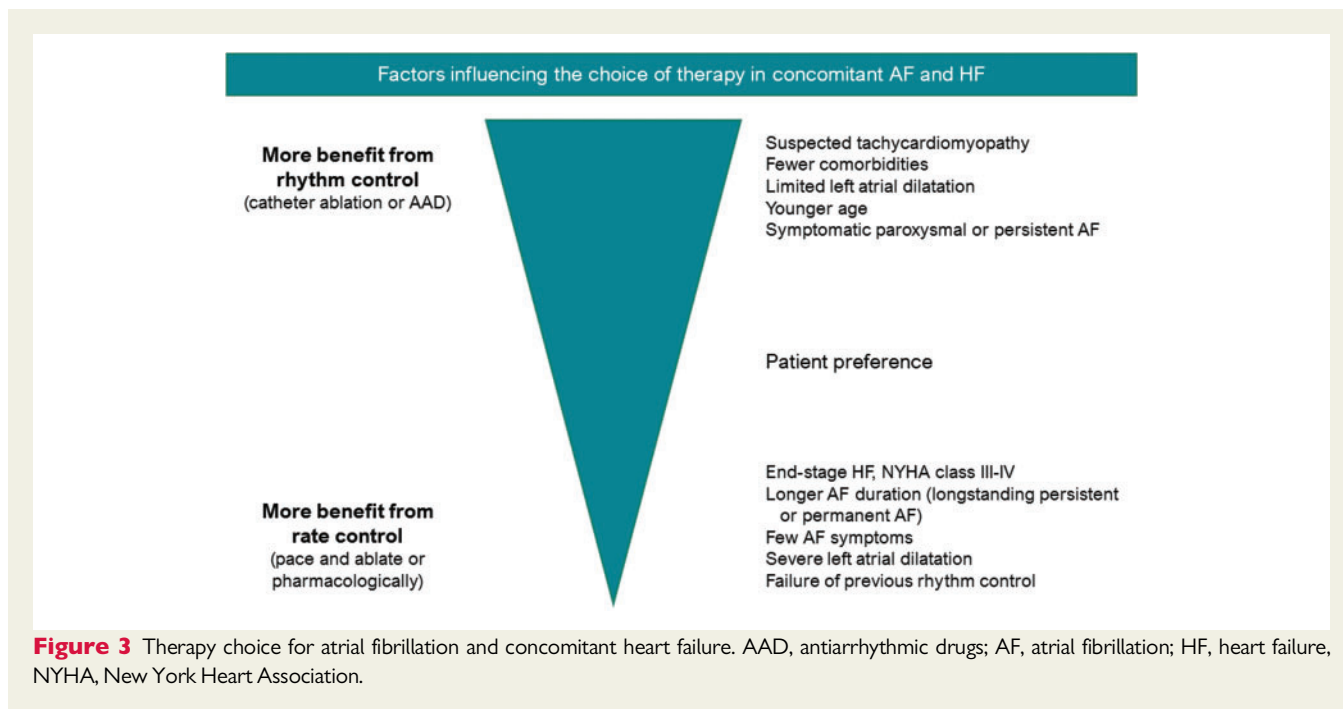 Factors influencing the choice of therapy in concomitant AF and HF
More benefit from
rhythm control
(catheter ablation or AAD)
Suspected tachycardiomyopathy
Fewer comorbidities
Limited left atrial dilatation
Younger age
Symptomatic paroxysmal or persistent AF
Patient preference
More benefit from
rate control
(pace and ablate or
pharmacologically)
End-stage HF, NYHA class III-IV
Longer AF duration (longstanding persistent
or permanent AF)
Few AF symptoms
Severe left atrial dilatation
Failure of previous rhythm control
Figure 3 Therapy choice for atrial fibrillation and concomitant heart failure. AAD, antiarrhythmic drugs; AF, atrial fibrillation; HF, heart failure,
NYHA, New York Heart Association.